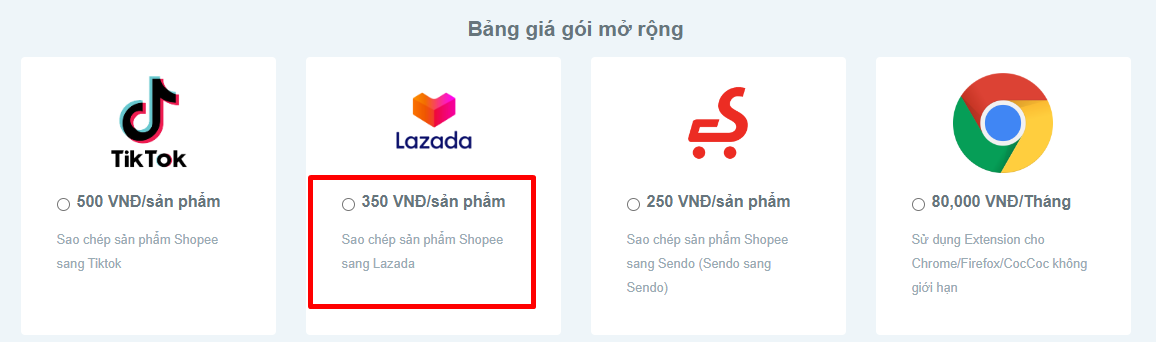 Bảng giá gói mở rộng
TikTok
500 VNĐ/sản phẩm
Sao chép sản phẩm Shopee
sang Tiktok
Lazada
350 VNĐ/sản phẩm
Sao chép sản phẩm Shopee
sang Lazada
250 VNĐ/sản phẩm
Sao chép sản phẩm Shopee
sang Sendo (Sendo sang
Sendo)
80,000 VNĐ/Tháng
Sử dụng Extension cho
Chrome/Firefox/CocCoc không
giới hạn